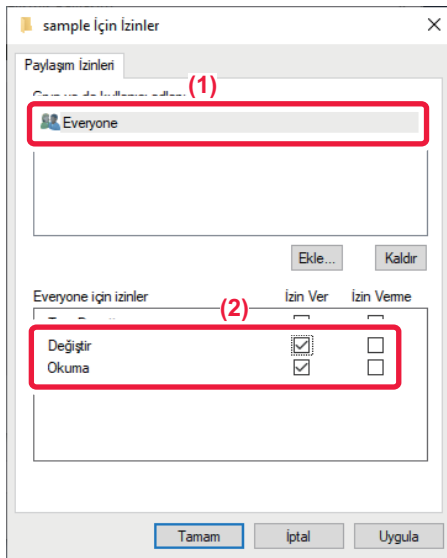 sample İçin İzinler
Paylaşım İzinleri
(1)
Everyone
Ekle...
Kaldır
Everyone için izinler
İzin Ver
İzin Verme
(2)
Değiştir
Okuma
Tamam
İptal
Uygula